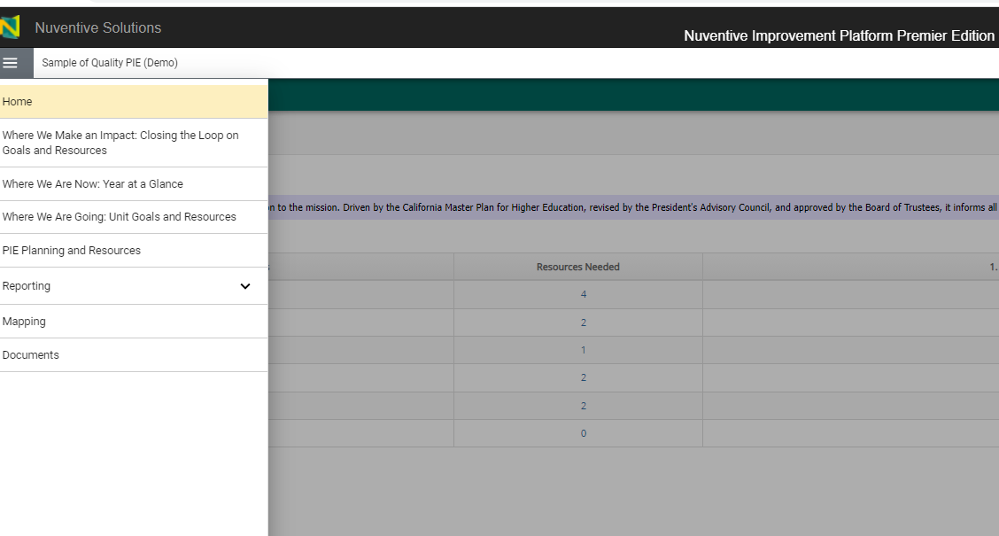 Nuventive Solutions
Nuventive Improvement Platform Premier Edition
Sample of Quality PIE (Demo)
Home
Where We Make an Impact: Closing the Loop on
Goals and Resources
Where We Are Now: Year at a Glance
Where We Are Going: Unit Goals and Resources
PIE Planning and Resources
Reporting
Mapping
Documents
to the mission. Driven by the California Master Plan for Higher Education, revised by the President's Advisory Council, and approved by the Board of Trustees, it informs all
Resources Needed
1.
4
2
1
2
2
0